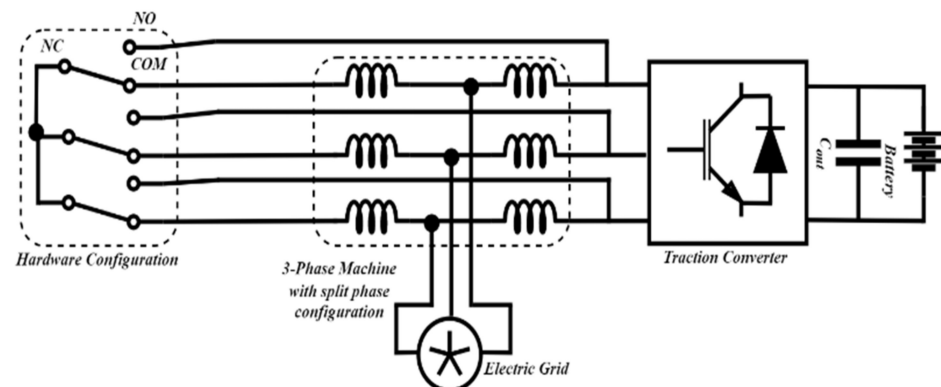 NO
NC
COM
Hardware Configuration
3-Phase Machine
with split phase
configuration
Electric Grid
Traction Converter
Cout
Battery